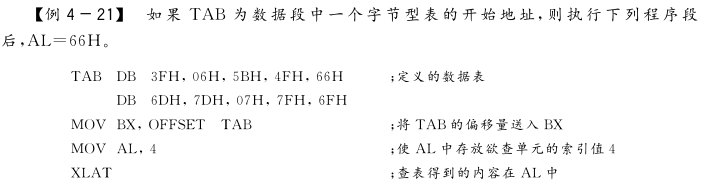 【例 4-21】 如果 TAB 为数据段中一个字节型表的开始地址,则执行下列程序段
后,AL=66H。
TAB DB 3FH, 06H, 5BH, 4FH, 66H ;定义的数据表
DB 6DH, 7DH, 07H, 7FH, 6FH
MOV BX, OFFSET TAB ;将 TAB 的偏移量送入 BX
MOV AL, 4 ;使 AL 中存放欲查单元的索引值 4
XLAT ;查表得到的内容在 AL 中